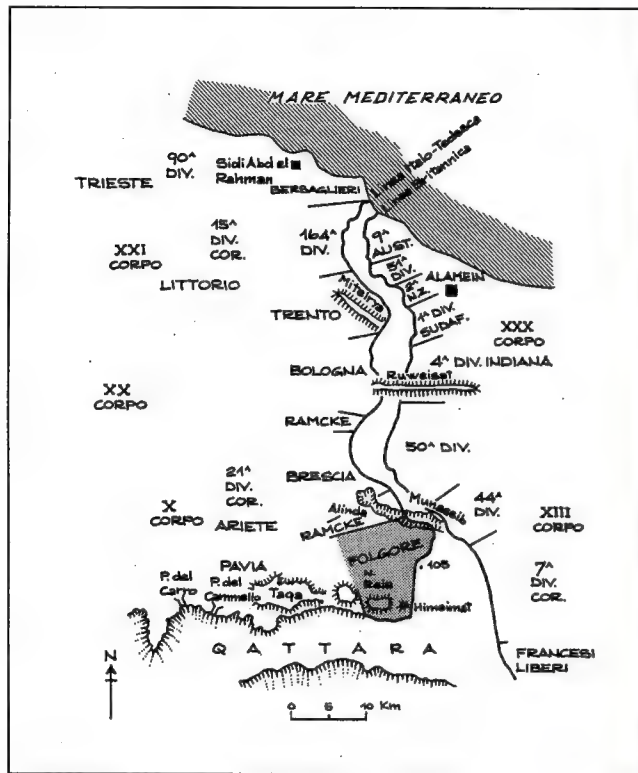 MARE MEDITERRANEO
Linea Italo-Tedesca
Linea Britannica
90ª
DIV.
Sidi Abd el
Rahman
TRIESTE
BERSAGLIERI
XXI
CORPO
15ª
DIV.
COR.
164ª
DIV.
9ª
AUST.
51ª
DIV.
2ª
N.Z.
ALAMEIN
LITTORIO
Miteirya
TRENTO
1ª DIV.
SUDAF.
XXX
CORPO
4ª DIV. INDIANA
BOLOGNA
Ruweisat
XX
CORPO
RAMCKE
50ª DIV.
BRESCIA
21ª
DIV.
COR.
X
CORPO
ARIETE
Alinda
Munassib
44ª
DIV.
XIII
CORPO
RAMCKE
FOLGORE
PAVIA
105
7ª
DIV.
COR.
P. del
Carro
P. del
Cammello
Taqa
Himeimat
QATTARA
FRANCESI
LIBERI
N
0 5 10 Km